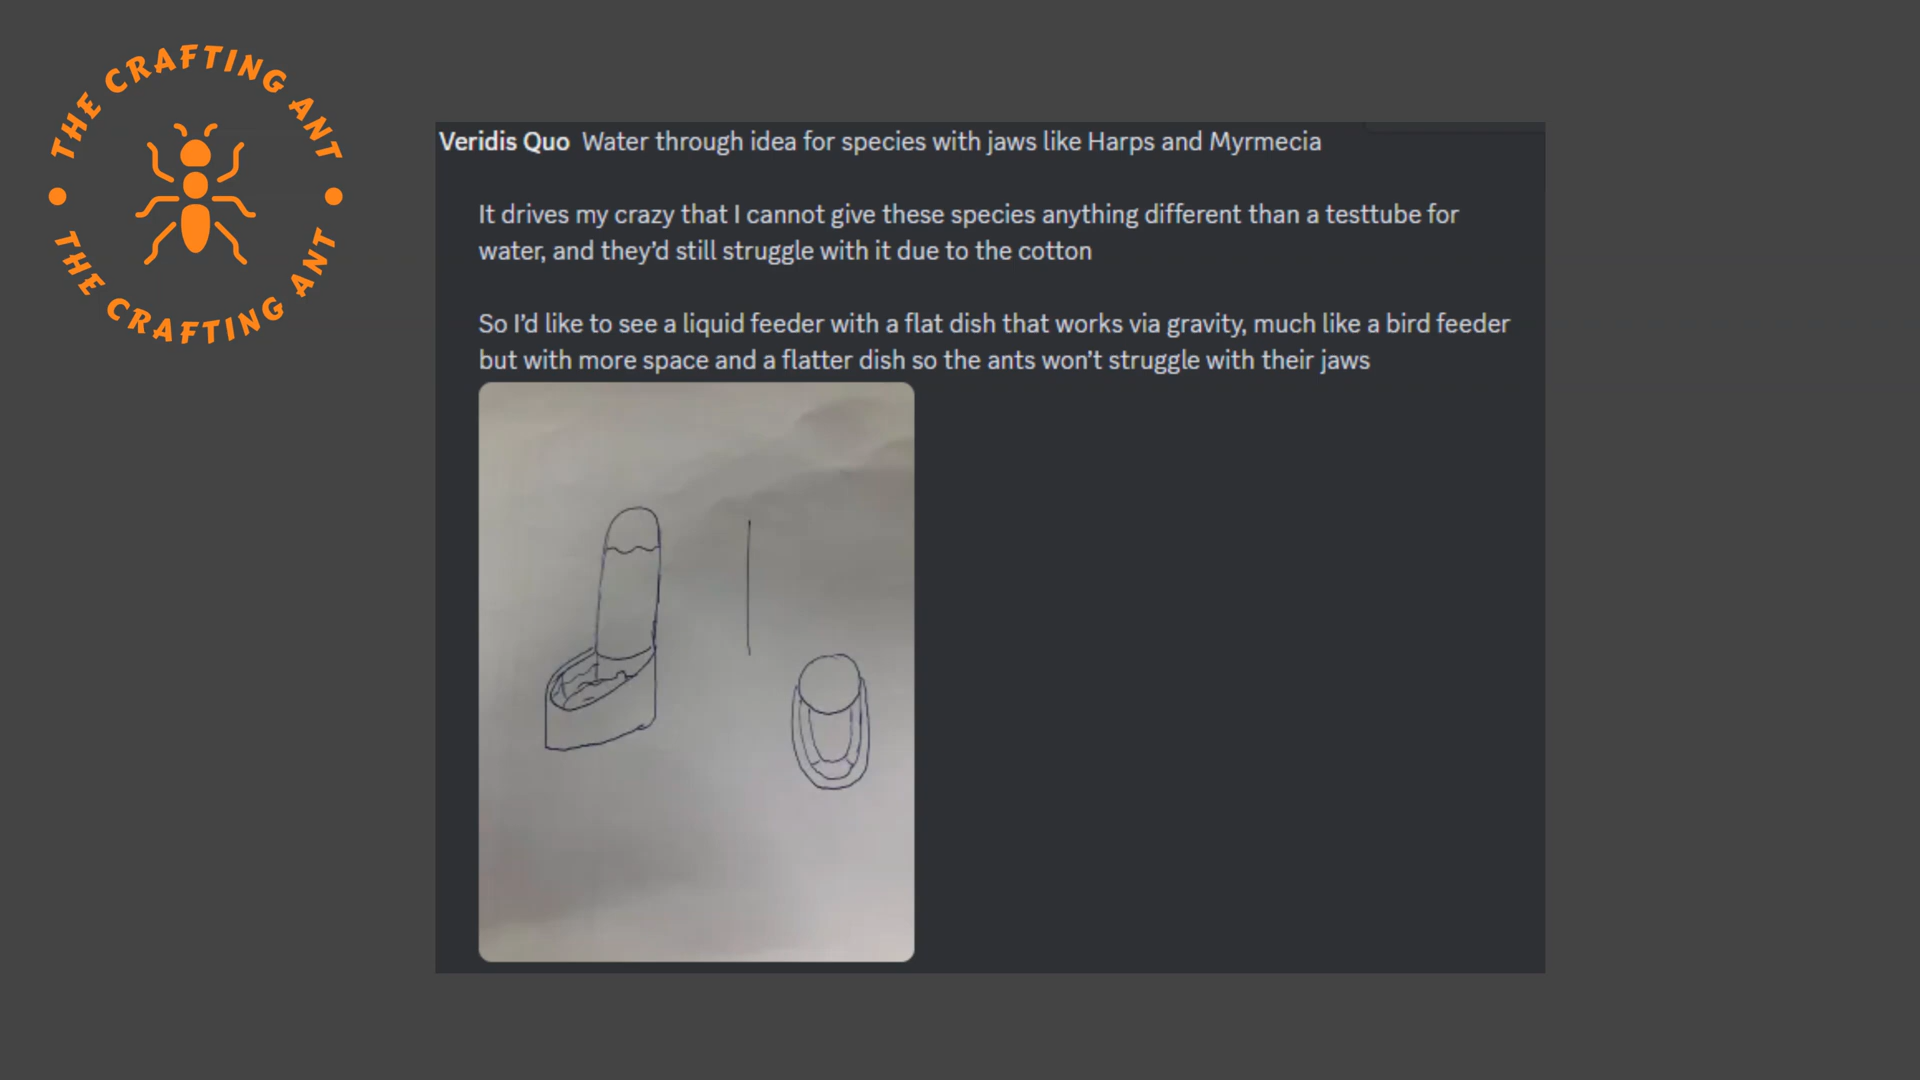 THE CRAFTING ANT
THE CRAFTING ANT
Veridis Quo Water through idea for species with jaws like Harps and Myrmecia
It drives my crazy that I cannot give these species anything different than a testtube for
water, and they’d still struggle with it due to the cotton
So I’d like to see a liquid feeder with a flat dish that works via gravity, much like a bird feeder
but with more space and a flatter dish so the ants won’t struggle with their jaws